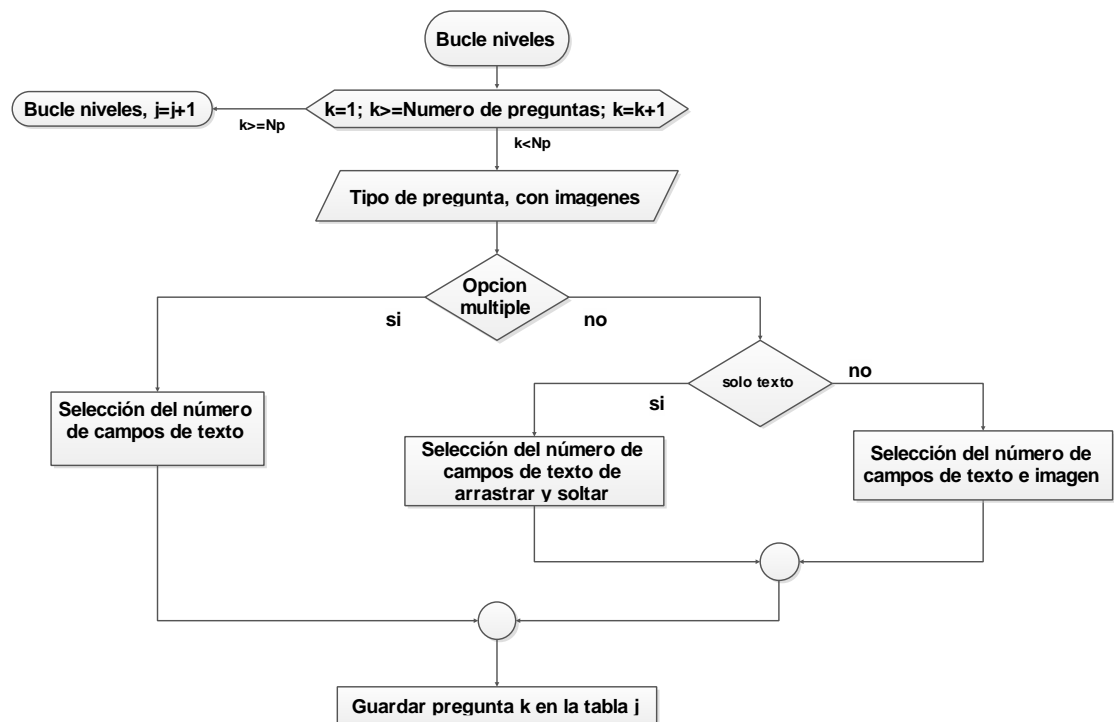 Bucle niveles
Bucle niveles, j=j+1
k=1; k>=Numero de preguntas; k=k+1
k>=Np
k<Np
Tipo de pregunta, con imagenes
Opcion
multiple
si
no
solo texto
si
no
Selección del número
de campos de texto
Selección del número de
campos de texto de
arrastrar y soltar
Selección del número de
campos de texto e imagen
Guardar pregunta k en la tabla j